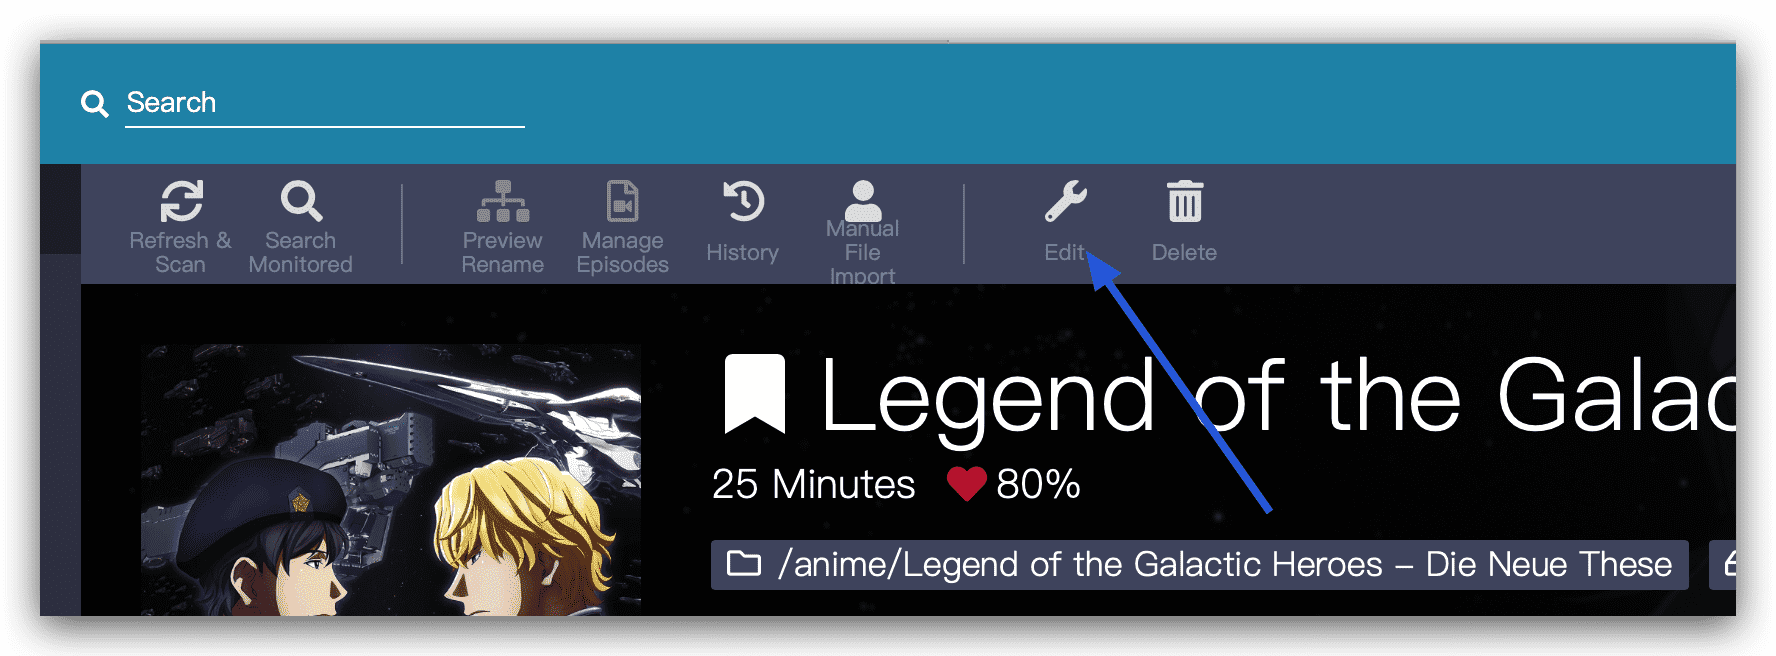 Search
Refresh &
Scan
Search
Monitored
Preview
Rename
Manage
Episodes
History
Manual
File
Import
Edit
Delete
Legend of the Galac
25 Minutes 80%
/anime/Legend of the Galactic Heroes – Die Neue These